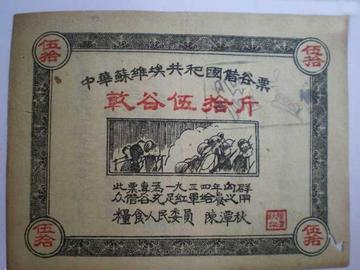 伍拾
伍拾
中華蘇維埃共和國借谷票
乾谷伍拾斤
此票專為一九三四年向群
眾借谷充足紅軍給養之用
糧食人民委員 陳潭秋
伍拾
伍拾